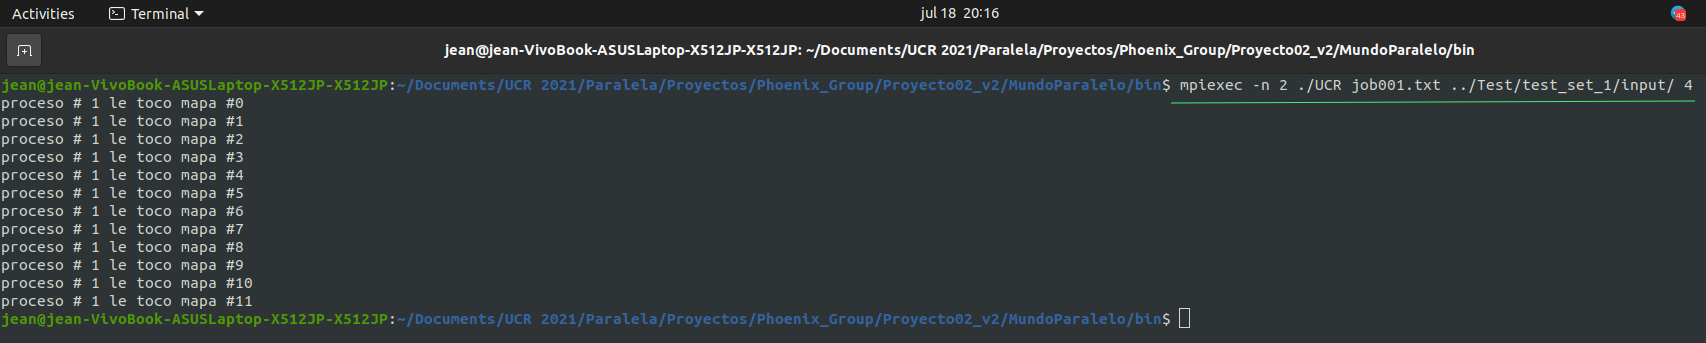 Activities Terminal jul 18 20:16 43
jean@jean-VivoBook-ASUSLaptop-X512JP-X512JP: ~/Documents/UCR 2021/Paralela/Proyectos/Phoenix_Group/Proyecto02_v2/MundoParalelo/bin
jean@jean-VivoBook-ASUSLaptop-X512JP-X512JP:~/Documents/UCR 2021/Paralela/Proyectos/Phoenix_Group/Proyecto02_v2/MundoParalelo/bin$ mpiexec -n 2 ./UCR job001.txt ../Test/test_set_1/input/ 4
proceso # 1 le toco mapa #0
proceso # 1 le toco mapa #1
proceso # 1 le toco mapa #2
proceso # 1 le toco mapa #3
proceso # 1 le toco mapa #4
proceso # 1 le toco mapa #5
proceso # 1 le toco mapa #6
proceso # 1 le toco mapa #7
proceso # 1 le toco mapa #8
proceso # 1 le toco mapa #9
proceso # 1 le toco mapa #10
proceso # 1 le toco mapa #11
jean@jean-VivoBook-ASUSLaptop-X512JP-X512JP:~/Documents/UCR 2021/Paralela/Proyectos/Phoenix_Group/Proyecto02_v2/MundoParalelo/bin$